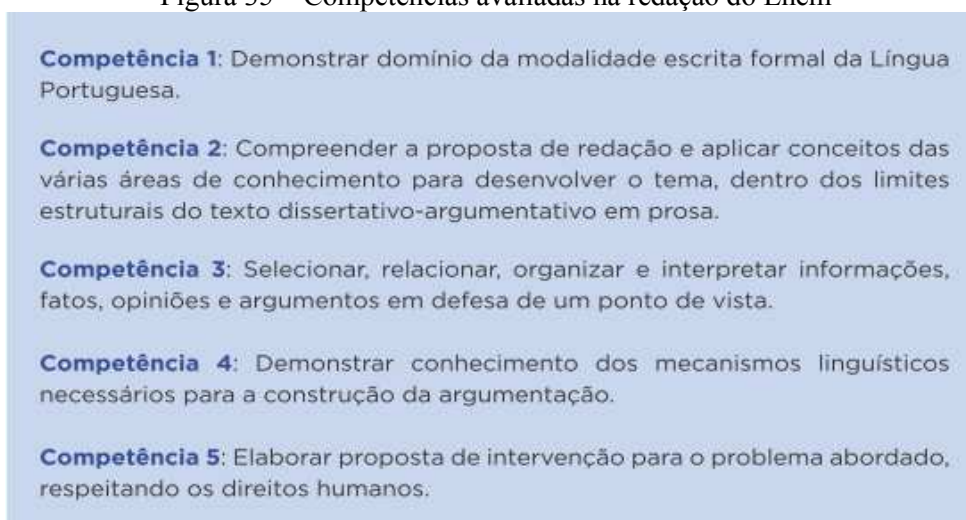 Figura 35 – Competências avaliadas na redação do Enem
Competência 1: Demonstrar domínio da modalidade escrita formal da Língua
Portuguesa.
Competência 2: Compreender a proposta de redação e aplicar conceitos das
várias áreas de conhecimento para desenvolver o tema, dentro dos limites
estruturais do texto dissertativo-argumentativo em prosa.
Competência 3: Selecionar, relacionar, organizar e interpretar informações,
fatos, opiniões e argumentos em defesa de um ponto de vista.
Competência 4: Demonstrar conhecimento dos mecanismos linguísticos
necessários para a construção da argumentação.
Competência 5: Elaborar proposta de intervenção para o problema abordado,
respeitando os direitos humanos.